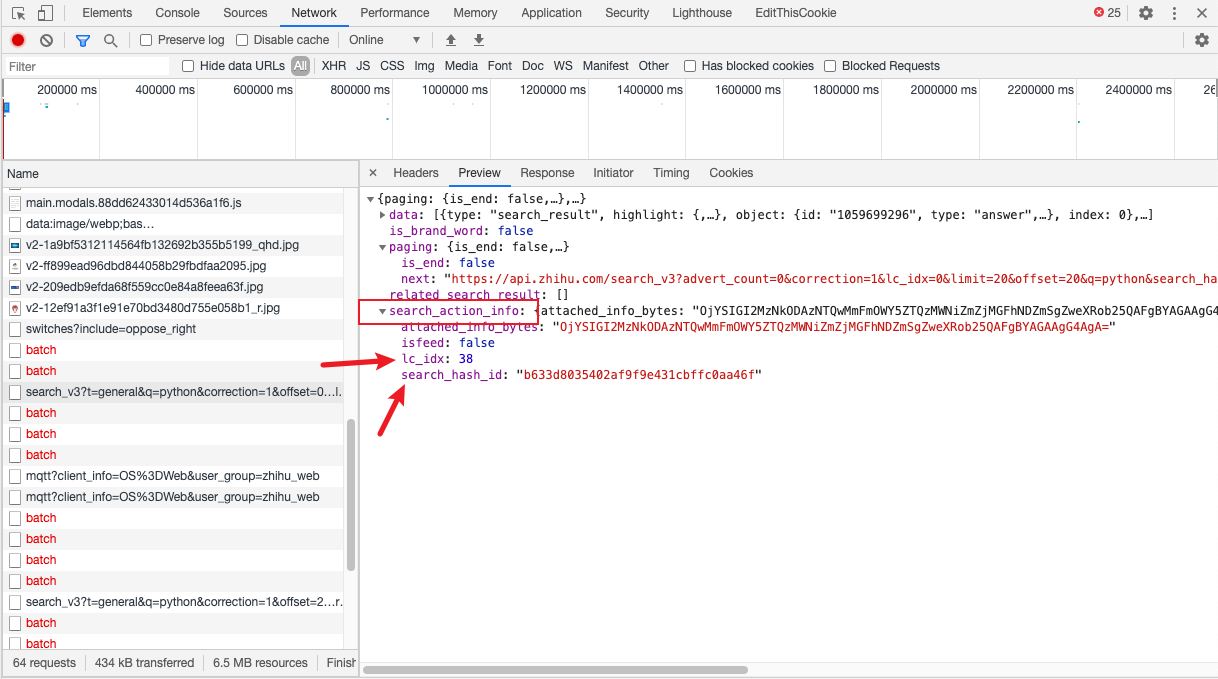 Elements Console Sources Network Performance Memory Application Security Lighthouse EditThisCookie 25
Preserve log Disable cache Online
Filter Hide data URLs All XHR JS CSS Img Media Font Doc WS Manifest Other Has blocked cookies Blocked Requests
200000 ms 400000 ms 600000 ms 800000 ms 1000000 ms 1200000 ms 1400000 ms 1600000 ms 1800000 ms 2000000 ms 2200000 ms 2400000 ms 26
Name
main.modals.88dd62433014d536a1f6.js
data:image/webp;bas…
v2-1a9bf5312114564fb132692b355b5199_qhd.jpg
v2-ff899ead96dbd844058b29fbdfaa2095.jpg
v2-209edb9efda68f559cc0e84a8feea63f.jpg
v2-12ef91a3f1e91e70bd3480d755e058b1_r.jpg
switches?include=oppose_right
batch
batch
search_v3?t=general&q=python&correction=1&offset=0…l.
batch
batch
batch
mqtt?client_info=OS%3DWeb&user_group=zhihu_web
mqtt?client_info=OS%3DWeb&user_group=zhihu_web
batch
batch
batch
batch
search_v3?t=general&q=python&correction=1&offset=2…r.
batch
batch
64 requests 434 kB transferred 6.5 MB resources Finish
Headers Preview Response Initiator Timing Cookies
{paging: {is_end: false,…},…}
data: [{type: "search_result", highlight: {,…}, object: {id: "1059699296", type: "answer",…}, index: 0},…]
is_brand_word: false
paging: {is_end: false,…}
is_end: false
next: "https://api.zhihu.com/search_v3?advert_count=0&correction=1&lc_idx=0&limit=20&offset=20&q=python&search_ha
related_search_result: []
search_action_info: {attached_info_bytes: "OjYSIGI2MzNkODAzNTQwMmFmOWY5ZTQzMWNiZmZjMGFhNDZmSgZweXRob25QAFgBYAGAAgG4
attached_info_bytes: "OjYSIGI2MzNkODAzNTQwMmFmOWY5ZTQzMWNiZmZjMGFhNDZmSgZweXRob25QAFgBYAGAAgG4AgA="
isfeed: false
lc_idx: 38
search_hash_id: "b633d8035402af9f9e431cbffc0aa46f"